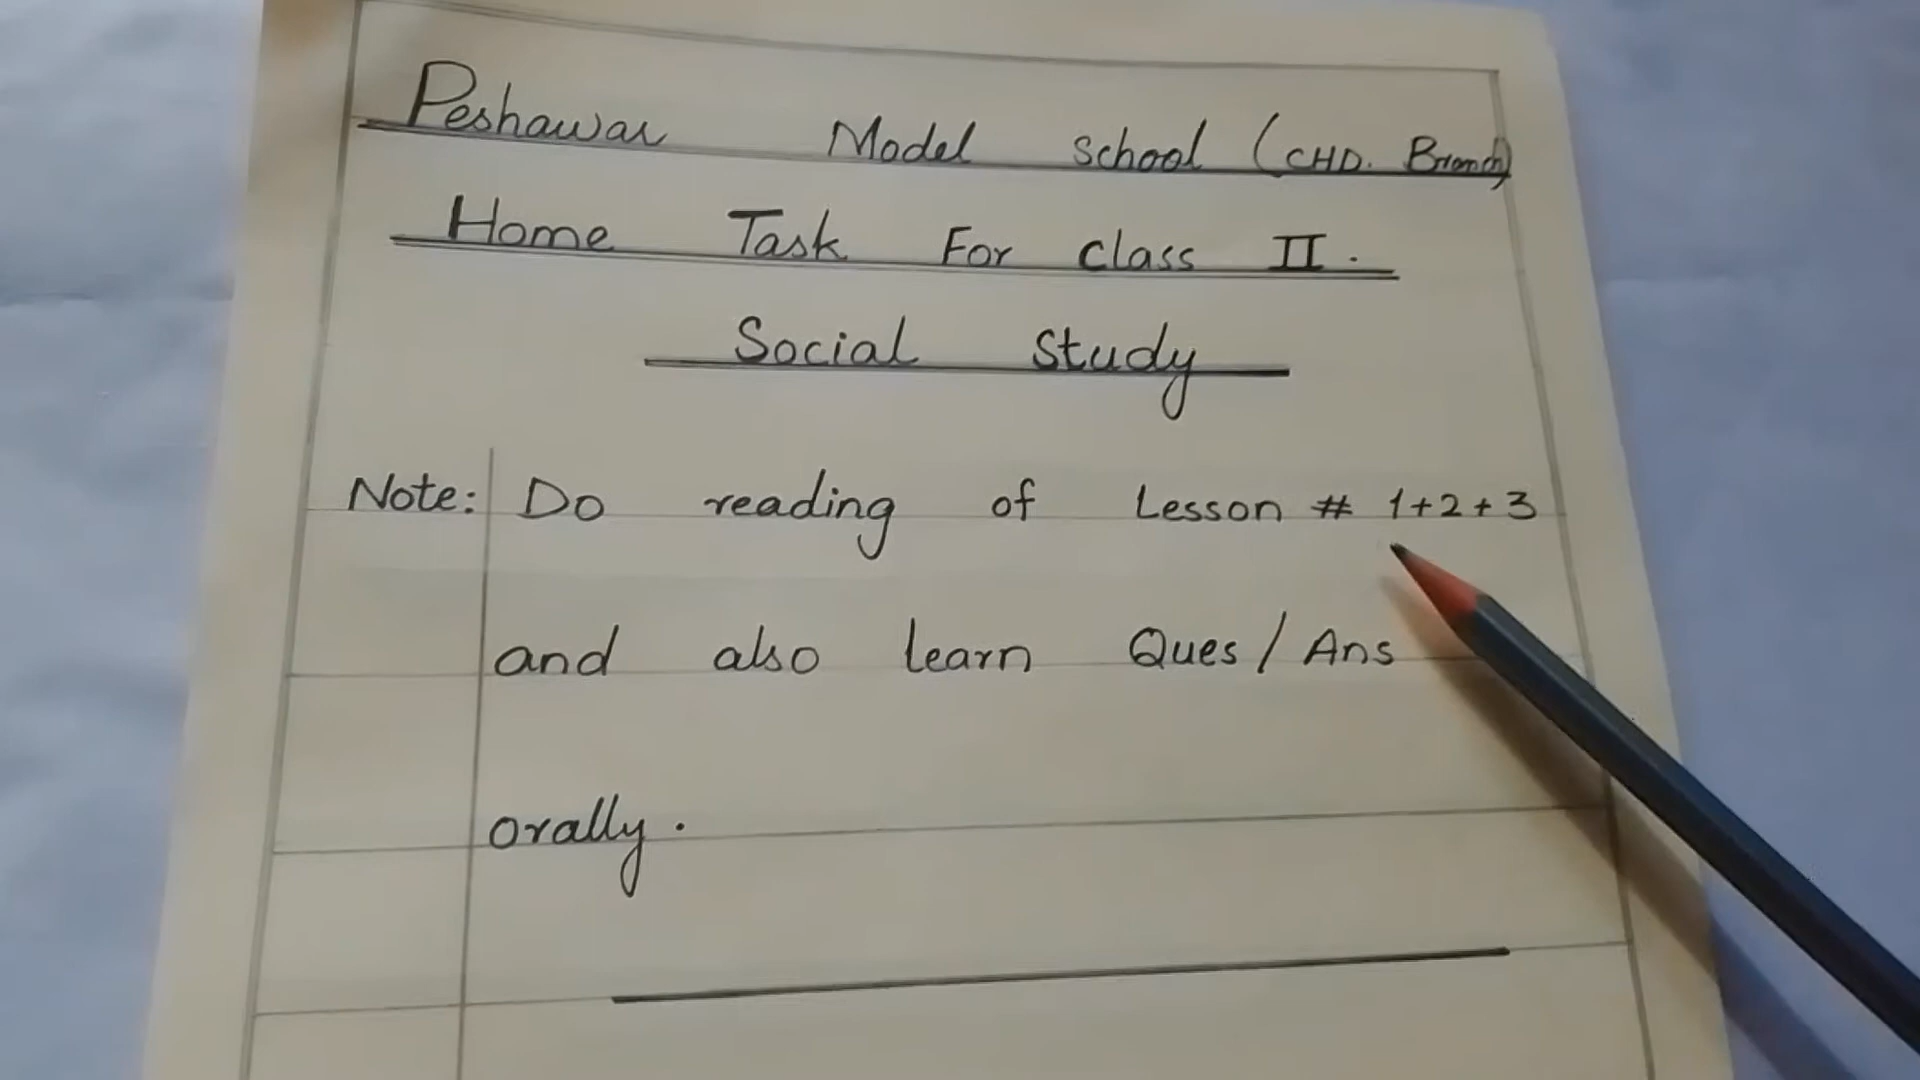 Peshawar Model School (CHD. Branch)
Home Task For class II.
Social Study
Note: Do reading of Lesson # 1+2+3
and also learn Ques/Ans
orally.